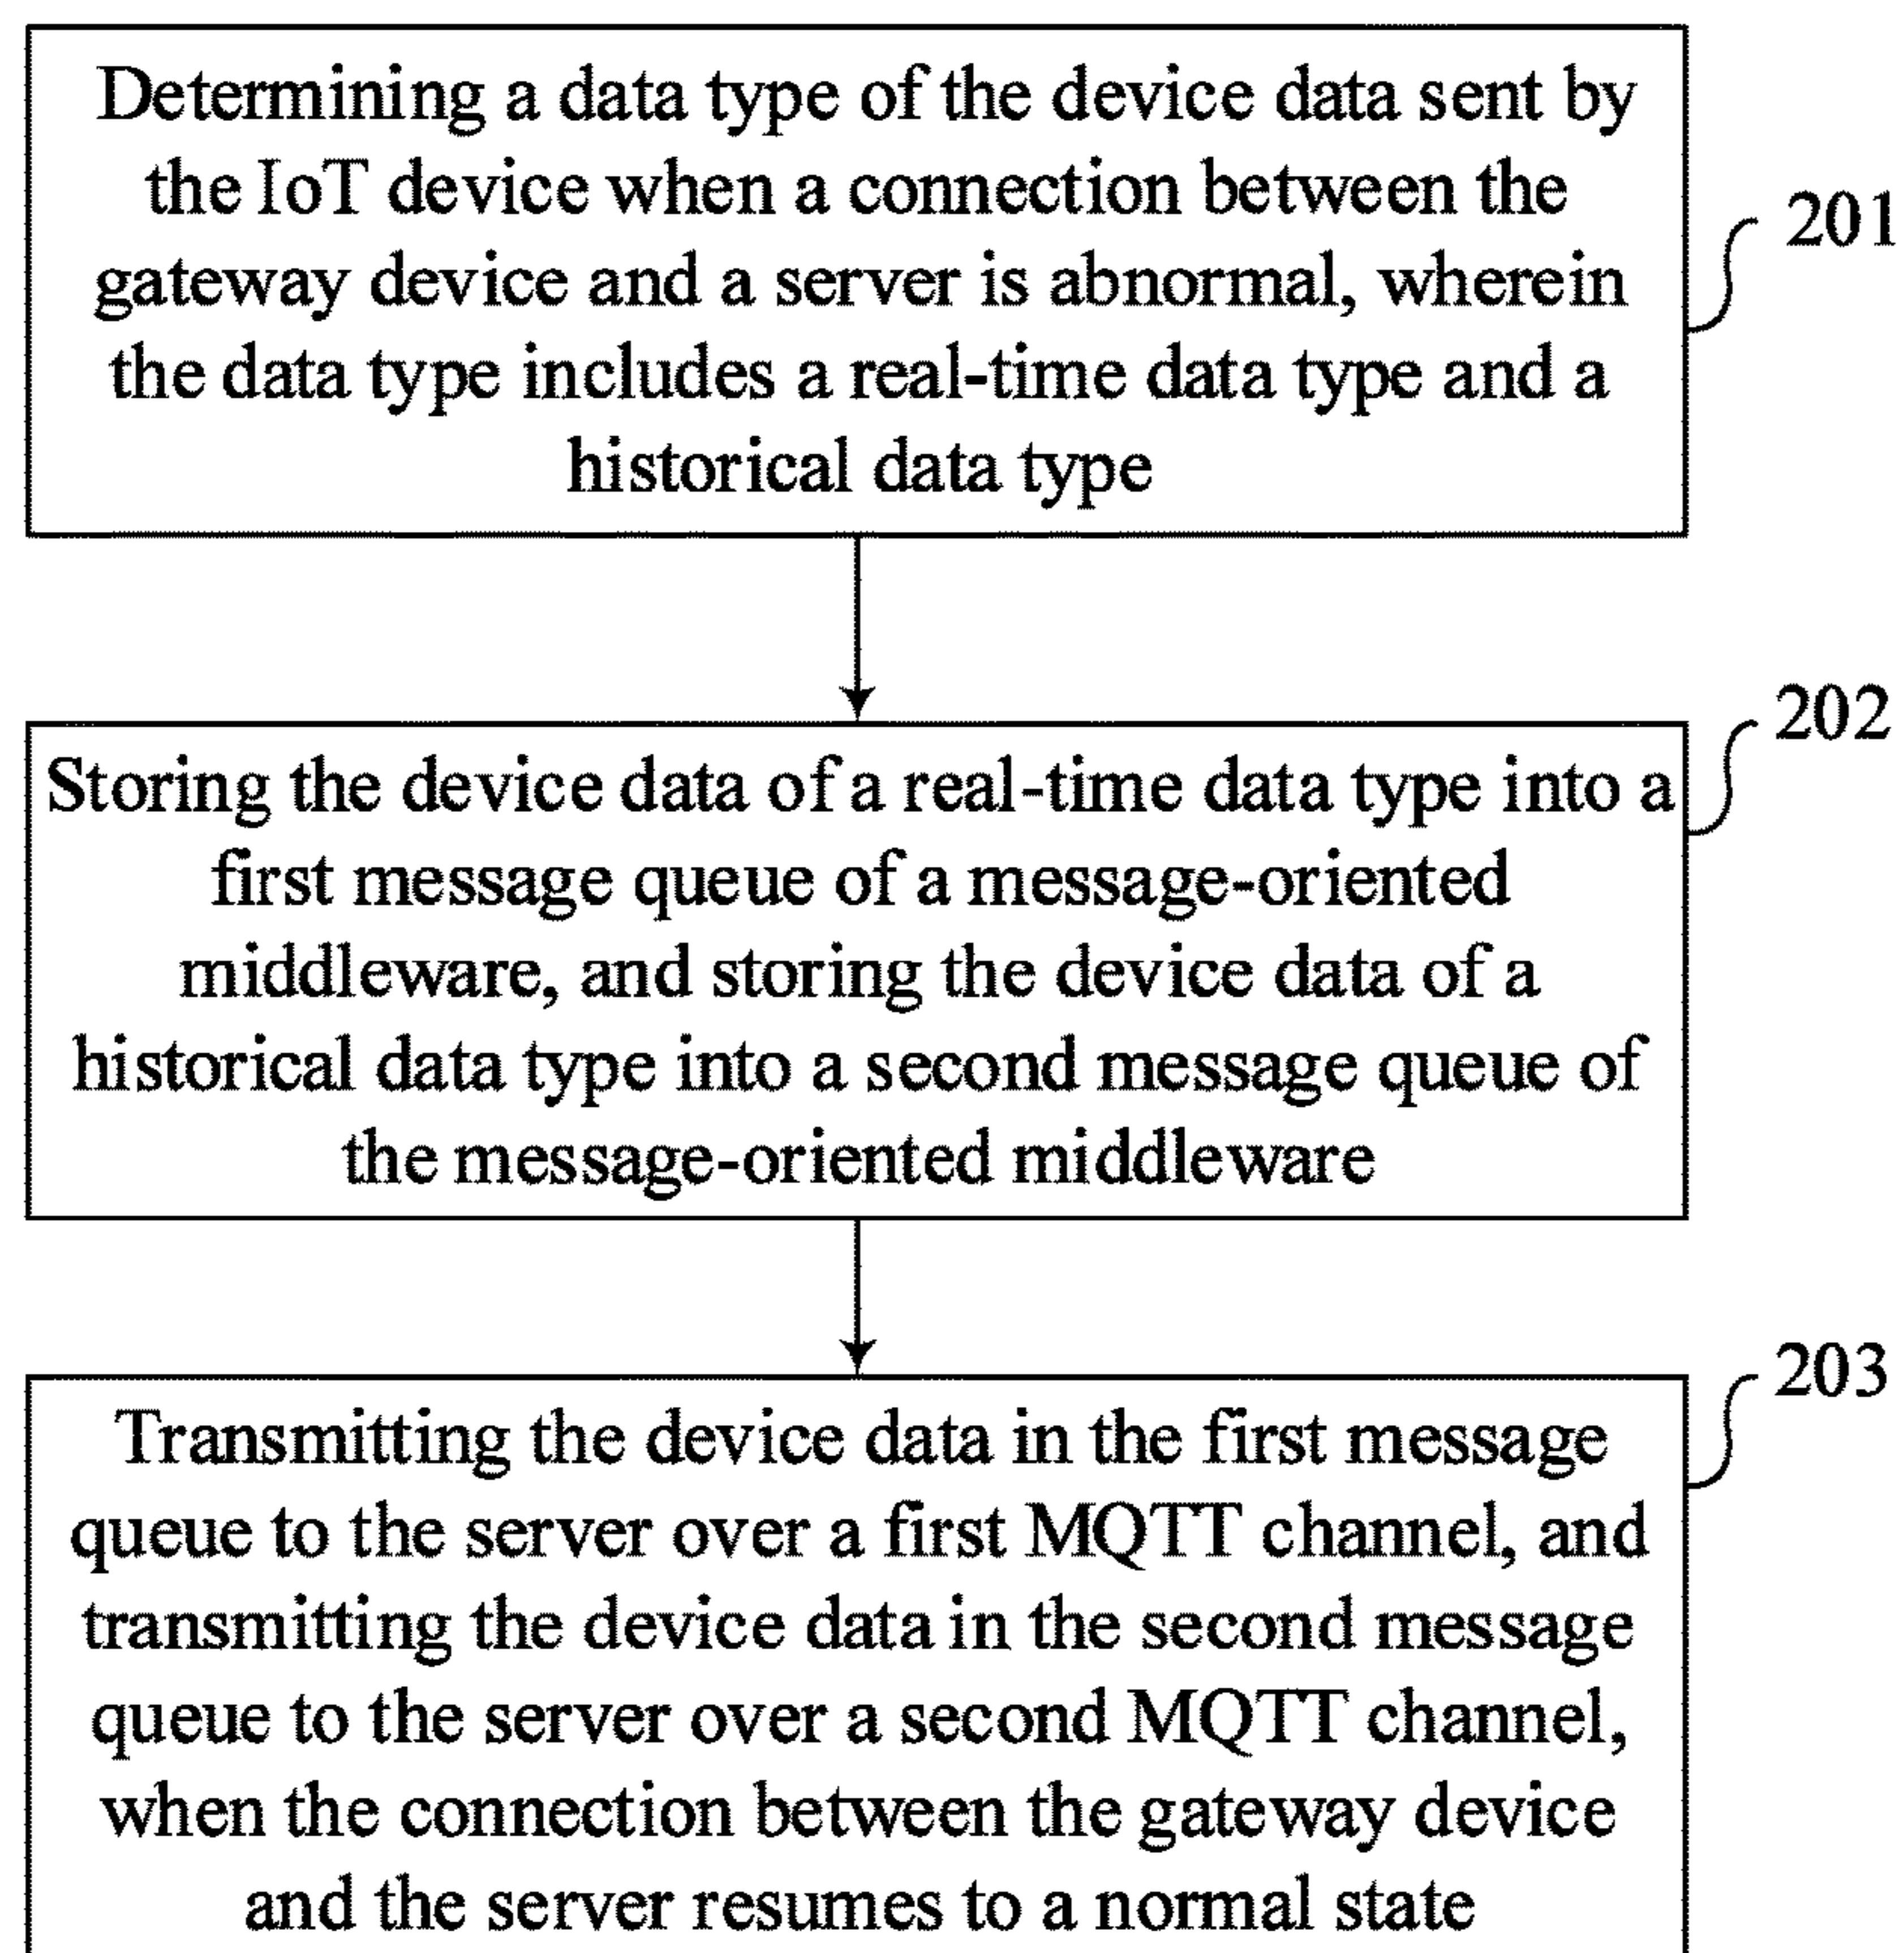 Determining a data type of the device data sent by
the IoT device when a connection between the
gateway device and a server is abnormal, wherein
the data type includes a real-time data type and a
historical data type
201
Storing the device data of a real-time data type into a
first message queue of a message-oriented
middleware, and storing the device data of a
historical data type into a second message queue of
the message-oriented middleware
202
Transmitting the device data in the first message
queue to the server over a first MQTT channel, and
transmitting the device data in the second message
queue to the server over a second MQTT channel,
when the connection between the gateway device
and the server resumes to a normal state
203